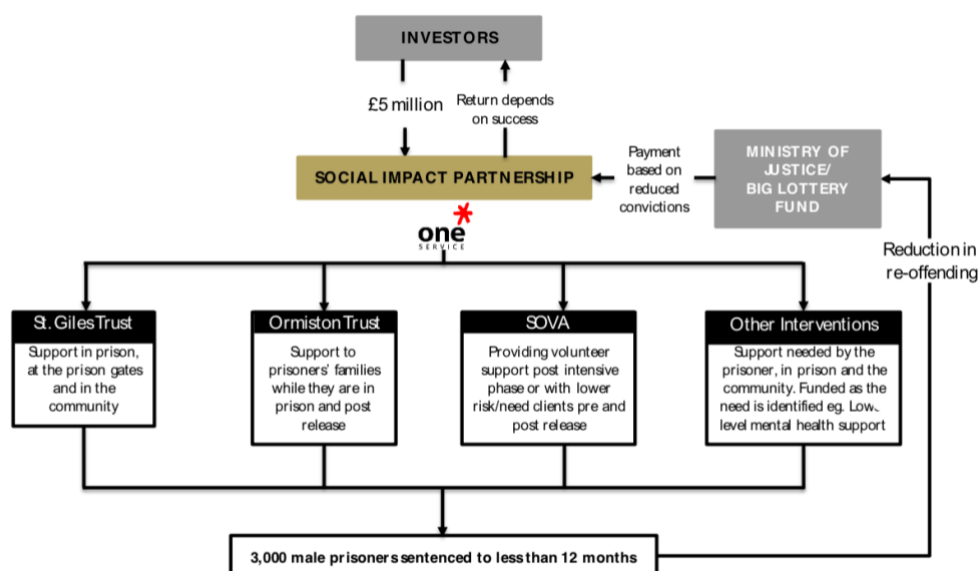 INVESTORS
£5 million
Return depends
on success
SOCIAL IMPACT PARTNERSHIP
Payment
based on
reduced
convictions
MINISTRY OF
JUSTICE/
BIG LOTTERY
FUND
one
SERVICE
Reduction in
re-offending
St. Giles Trust
Support in prison,
at the prison gates
and in the
community
Ormiston Trust
Support to
prisoners' families
while they are in
prison and post
release
SOVA
Providing volunteer
support post intensive
phase or with lower
risk/need clients pre and
post release
Other Interventions
Support needed by the
prisoner, in prison and the
community. Funded as the
need is identified eg. Low
level mental health support
3,000 male prisoners sentenced to less than 12 months